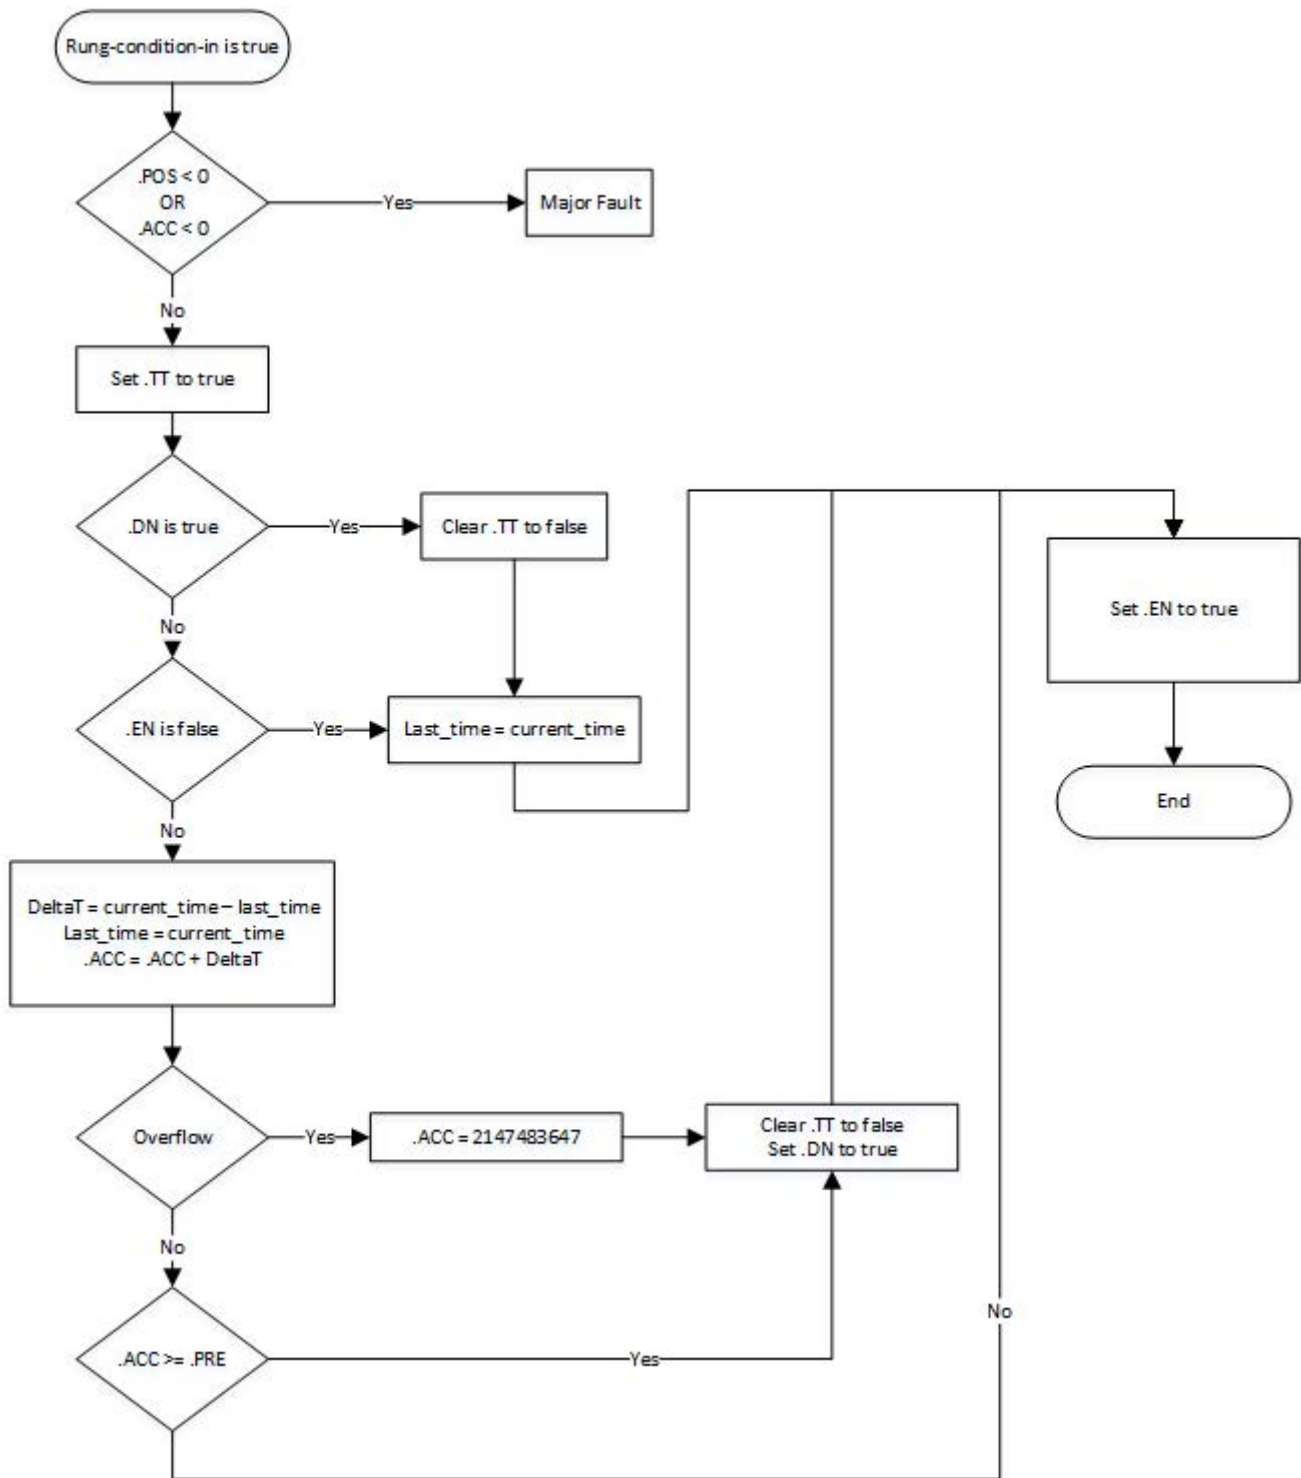 Rung-condition-in is true
.POS < 0
OR
.ACC < 0
Yes
Major Fault
No
Set .TT to true
.DN is true
Yes
Clear .TT to false
Set .EN to true
No
.EN is false
Yes
Last_time = current_time
End
No
DeltaT = current_time – last_time
Last_time = current_time
.ACC = .ACC + DeltaT
Overflow
Yes
.ACC = 2147483647
Clear .TT to false
Set .DN to true
No
No
.ACC >= .PRE
Yes